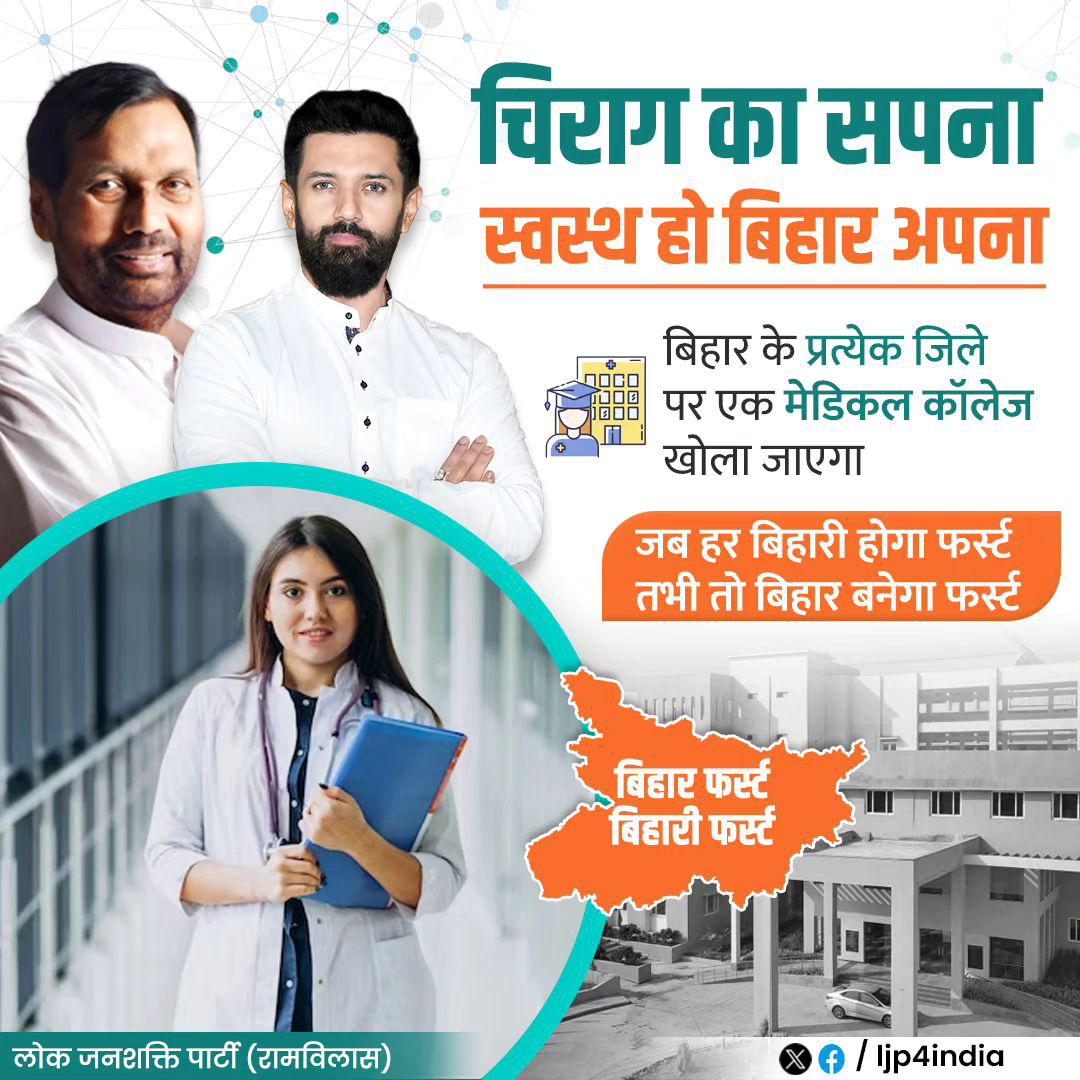 चिराग का सपना
स्वस्थ हो बिहार अपना
बिहार के प्रत्येक जिले
पर एक मेडिकल कॉलेज
खोला जाएगा
जब हर बिहारी होगा फर्स्ट
तभी तो बिहार बनेगा फर्स्ट
बिहार फर्स्ट
बिहारी फर्स्ट
लोक जनशक्ति पार्टी (रामविलास)
/ ljp4india